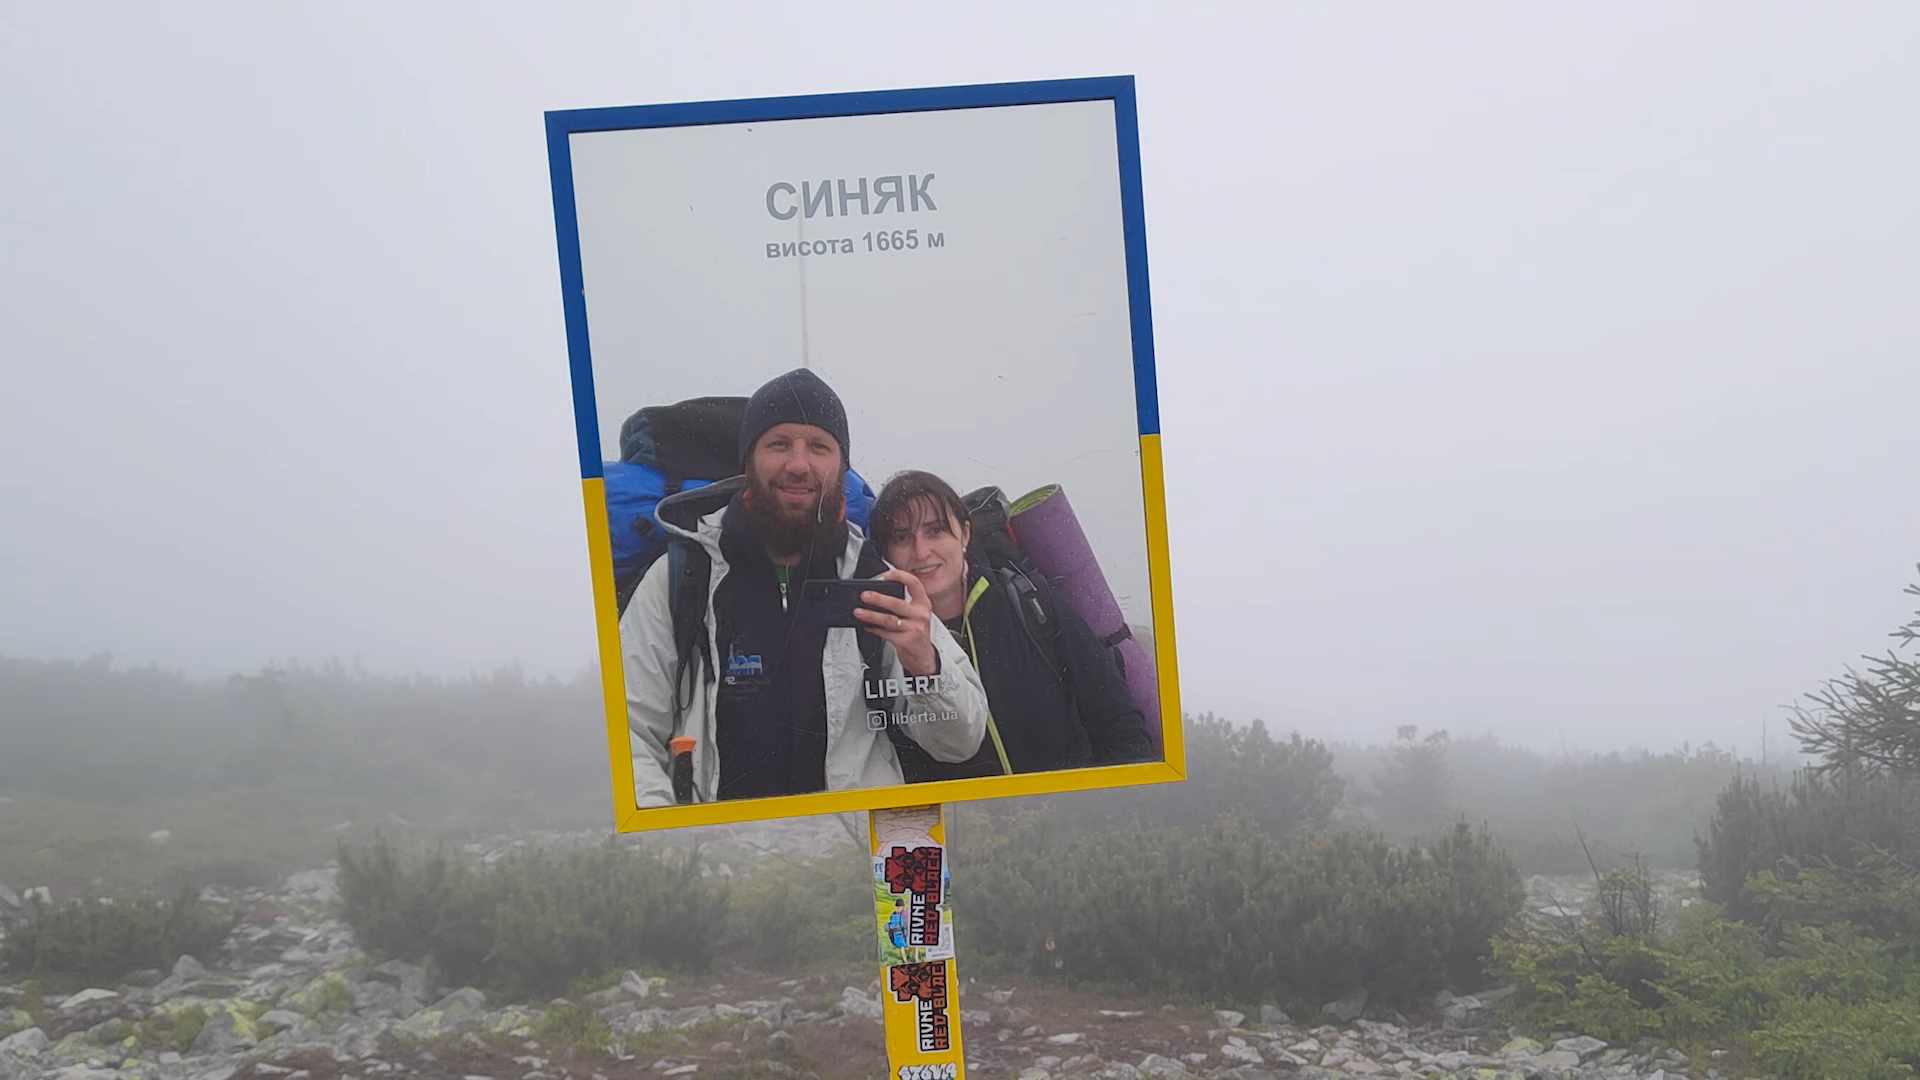 СИНЯК
висота 1665 м
LIBERTA
liberta.ua
RIVNE
RED-BLACK
RIVNE
RED-BLACK